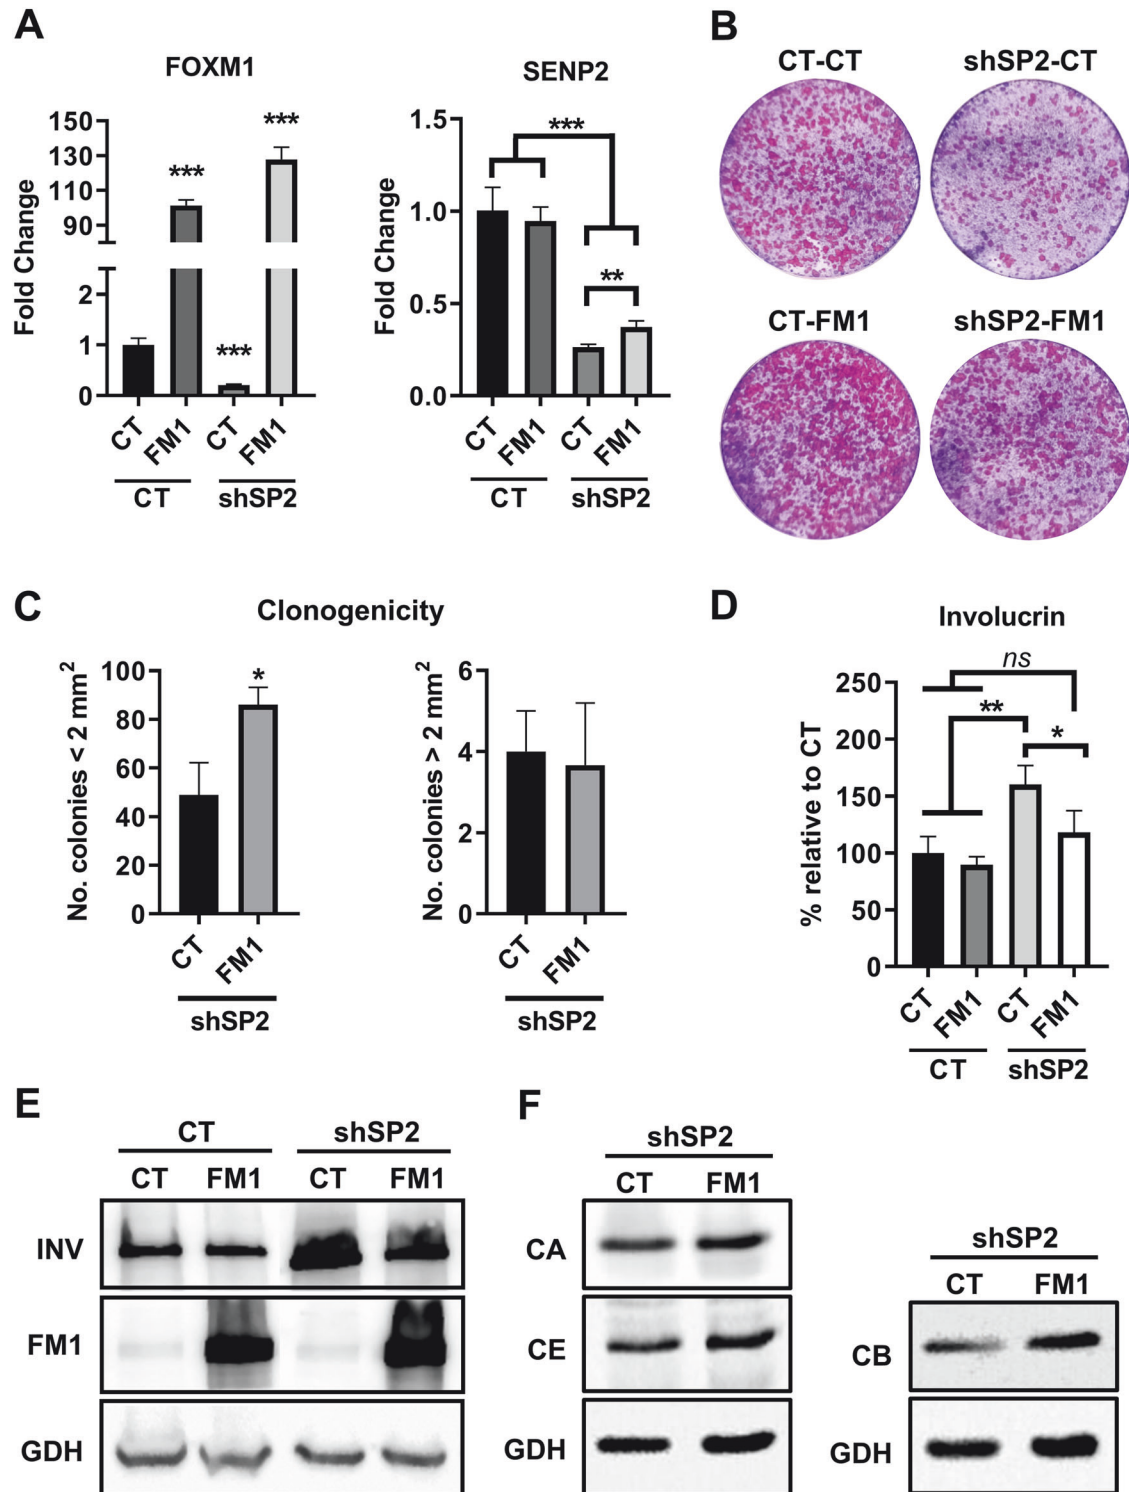 A
FOXM1
Fold Change
150
130
110
90
2
1
0
***
***
***
CT
FM1
CT
FM1
CT
shSP2
SENP2
Fold Change
1.5
1.0
0.5
0.0
***
**
CT
FM1
CT
FM1
CT
shSP2
B
CT-CT
shSP2-CT
CT-FM1
shSP2-FM1
C
Clonogenicity
No. colonies < 2 mm²
100
80
60
40
20
0
*
CT
FM1
shSP2
No. colonies > 2 mm²
6
4
2
0
CT
FM1
shSP2
D
Involucrin
% relative to CT
250
200
150
100
50
0
ns
**
*
CT
FM1
CT
FM1
CT
shSP2
E
CT
shSP2
CT FM1 CT FM1
INV
FM1
GDH
F
shSP2
CT FM1
CA
CE
GDH
shSP2
CT FM1
CB
GDH